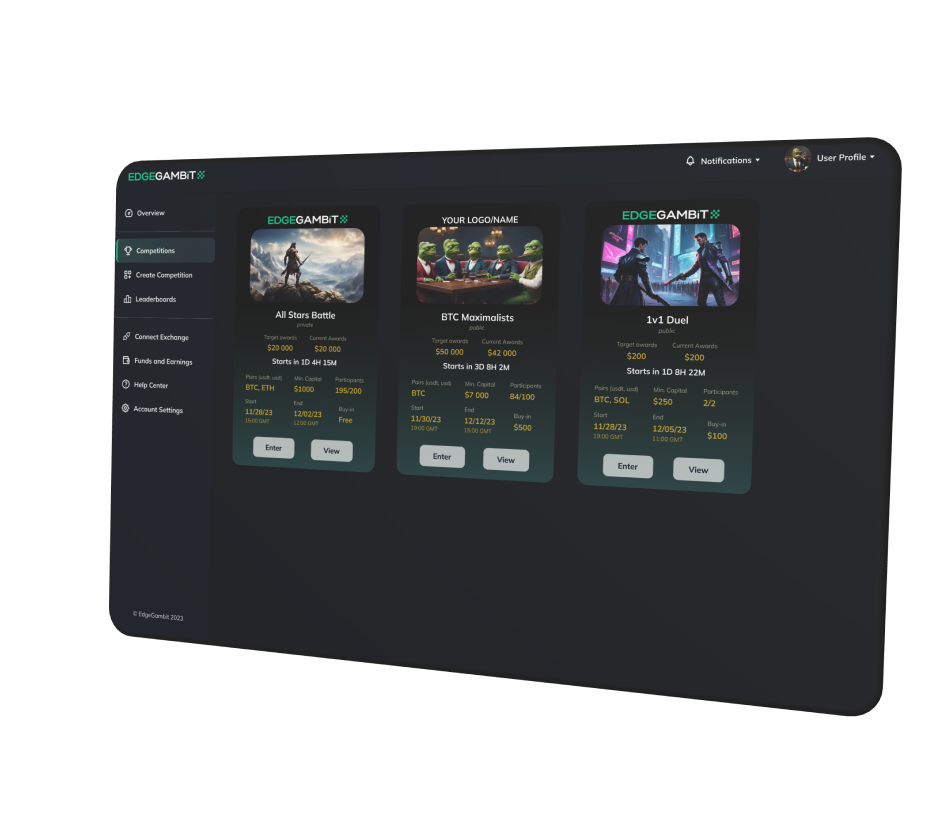 EDGEGAMBiT
Notifications
User Profile
Overview
Competitions
Create Competition
Leaderboards
Connect Exchange
Funds and Earnings
Help Center
Account Settings
© EdgeGambit 2023
EDGEGAMBiT
All Stars Battle
private
Target awards Current Awards
$20 000 $20 000
Starts in 1D 4H 15M
Pairs (usdt, usd) Min. Capital Participants
BTC, ETH $1000 195/200
Start End Buy-in
11/28/23 12/02/23 Free
15:00 GMT 12:00 GMT
Enter View
YOUR LOGO/NAME
BTC Maximalists
public
Target awards Current Awards
$50 000 $42 000
Starts in 3D 8H 2M
Pairs (usdt, usd) Min. Capital Participants
BTC $7 000 84/100
Start End Buy-in
11/30/23 12/12/23 $500
19:00 GMT 15:00 GMT
Enter View
EDGEGAMBiT
1v1 Duel
public
Target awards Current Awards
$200 $200
Starts in 1D 8H 22M
Pairs (usdt, usd) Min. Capital Participants
BTC, SOL $250 2/2
Start End Buy-in
11/28/23 12/05/23 $100
19:00 GMT 11:00 GMT
Enter View